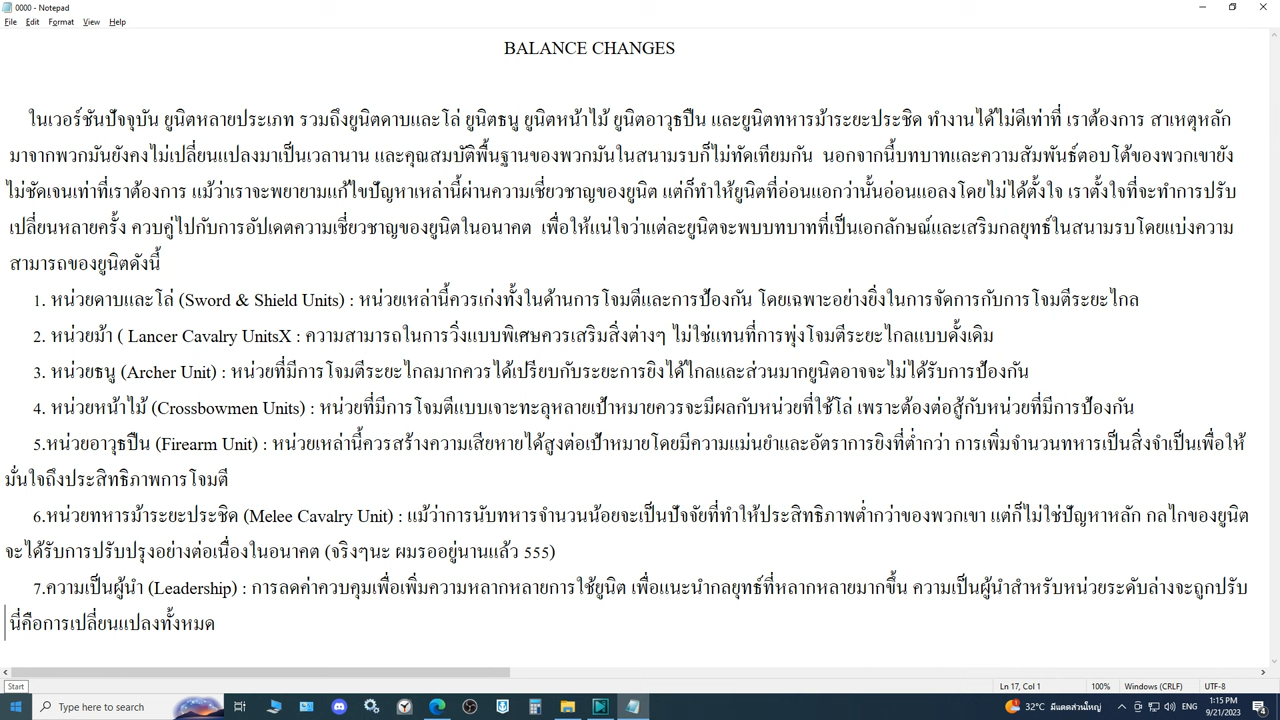 0000 - Notepad
File Edit Format View Help
BALANCE CHANGES
ในเวอร์ชันปัจจุบัน ยูนิตหลายประเภท รวมถึงยูนิตดาบและโล่ ยูนิตธนู ยูนิตหน้าไม้ ยูนิตอาวุธปืน และยูนิตทหารม้าระยะประชิด ทำงานได้ไม่ดีเท่าที่ เราต้องการ สาเหตุหลัก
มาจากพวกมันยังคงไม่เปลี่ยนแปลงมาเป็นเวลานาน และคุณสมบัติพื้นฐานของพวกมันในสนามรบก็ไม่ทัดเทียมกัน นอกจากนี้บทบาทและความสัมพันธ์ตอบโต้ของพวกเขายัง
ไม่ชัดเจนเท่าที่เราต้องการ แม้ว่าเราจะพยายามแก้ไขปัญหาเหล่านี้ผ่านความเชี่ยวชาญของยูนิต แต่ก็ทำให้ยูนิตที่อ่อนแอกว่านั้นอ่อนแอลงโดยไม่ได้ตั้งใจ เราตั้งใจที่จะทำการปรับ
เปลี่ยนหลายครั้ง ควบคู่ไปกับการอัปเดตความเชี่ยวชาญของยูนิตในอนาคต เพื่อให้แน่ใจว่าแต่ละยูนิตจะพบบทบาทที่เป็นเอกลักษณ์และเสริมกลยุทธ์ในสนามรบโดยแบ่งความ
สามารถของยูนิตดังนี้
1. หน่วยดาบและโล่ (Sword & Shield Units) : หน่วยเหล่านี้ควรเก่งทั้งในด้านการโจมตีและการป้องกัน โดยเฉพาะอย่างยิ่งในการจัดการกับการโจมตีระยะไกล
2. หน่วยม้า ( Lancer Cavalry UnitsX : ความสามารถในการวิ่งแบบพิเศษควรเสริมสิ่งต่างๆ ไม่ใช่แทนที่การพุ่งโจมตีระยะไกลแบบดั้งเดิม
3. หน่วยธนู (Archer Unit) : หน่วยที่มีการโจมตีระยะไกลมากควรได้เปรียบกับระยะการยิงได้ไกลและส่วนมากยูนิตอาจจะไม่ได้รับการป้องกัน
4. หน่วยหน้าไม้ (Crossbowmen Units) : หน่วยที่มีการโจมตีแบบเจาะทะลุหลายเป้าหมายควรจะมีผลกับหน่วยที่ใช้โล่ เพราะต้องต่อสู้กับหน่วยที่มีการป้องกัน
5.หน่วยอาวุธปืน (Firearm Unit) : หน่วยเหล่านี้ควรสร้างความเสียหายได้สูงต่อเป้าหมายโดยมีความแม่นยำและอัตราการยิงที่ต่ำกว่า การเพิ่มจำนวนทหารเป็นสิ่งจำเป็นเพื่อให้
มั่นใจถึงประสิทธิภาพการโจมตี
6.หน่วยทหารม้าระยะประชิด (Melee Cavalry Unit) : แม้ว่าการนับทหารจำนวนน้อยจะเป็นปัจจัยที่ทำให้ประสิทธิภาพต่ำกว่าของพวกเขา แต่ก็ไม่ใช่ปัญหาหลัก กลไกของยูนิต
จะได้รับการปรับปรุงอย่างต่อเนื่องในอนาคต (จริงๆนะ ผมรออยู่นานแล้ว 555)
7.ความเป็นผู้นำ (Leadership) : การลดค่าควบคุมเพื่อเพิ่มความหลากหลายการใช้ยูนิต เพื่อแนะนำกลยุทธ์ที่หลากหลายมากขึ้น ความเป็นผู้นำสำหรับหน่วยระดับล่างจะถูกปรับ
นี่คือการเปลี่ยนแปลงทั้งหมด
Start Ln 17, Col 1 100% Windows (CRLF) UTF-8
Type here to search 32°C มีแดดส่วนใหญ่ ENG 1:15 PM 9/21/2023 4